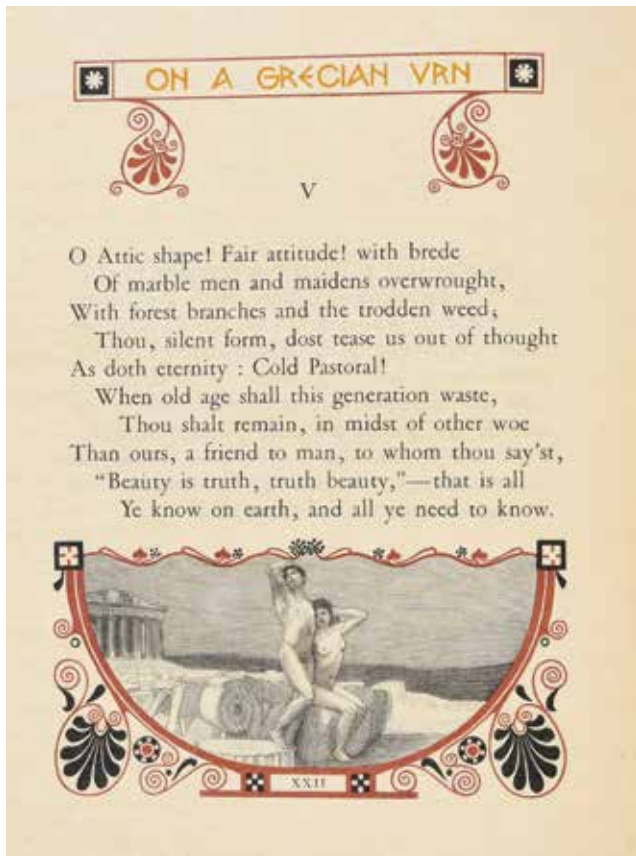 ON A GRECIAN VRN
V
O Attic shape! Fair attitude! with brede
Of marble men and maidens overwrought,
With forest branches and the trodden weed;
Thou, silent form, dost tease us out of thought
As doth eternity : Cold Pastoral!
When old age shall this generation waste,
Thou shalt remain, in midst of other woe
Than ours, a friend to man, to whom thou say'st,
"Beauty is truth, truth beauty,"—that is all
Ye know on earth, and all ye need to know.
XXII